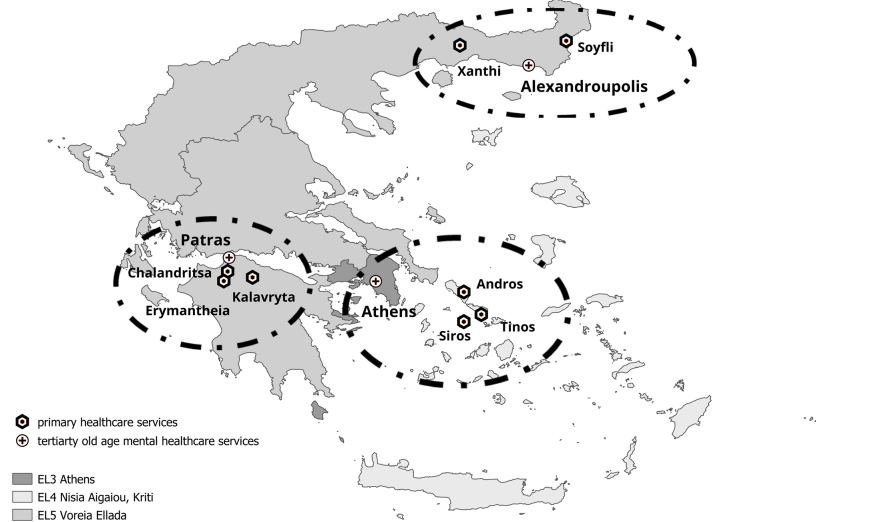 Soyfli
Xanthi
Alexandroupolis
Patras
Chalandritsa
Kalavryta
Erymantheia
Athens
Andros
Tinos
Siros
primary healthcare services
tertiarty old age mental healthcare services
EL3 Athens
EL4 Nisia Aigaiou, Kriti
EL5 Voreia Ellada